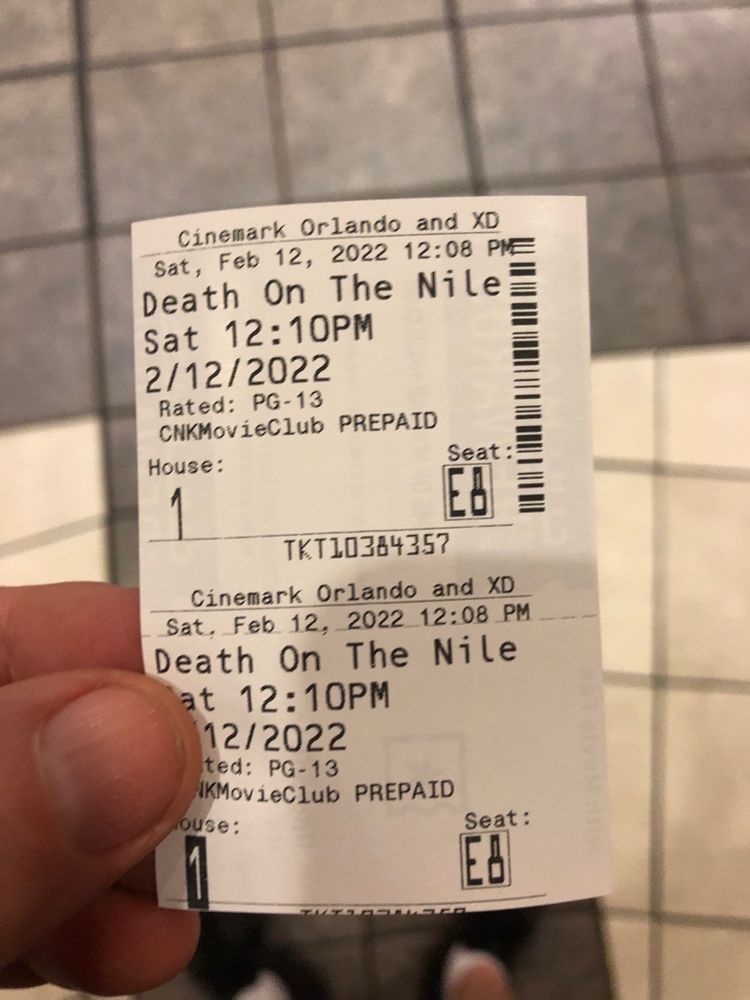 Cinemark Orlando and XD
Sat, Feb 12, 2022 12:08 PM
Death On The Nile
Sat 12:10PM
2/12/2022
Rated: PG-13
CNKMovieClub PREPAID
House: Seat:
1 E8
TKT10384357
Cinemark Orlando and XD
Sat, Feb 12, 2022 12:08 PM
Death On The Nile
at 12:10PM
12/2022
ted: PG-13
NKMovieClub PREPAID
ouse: Seat:
1 E8